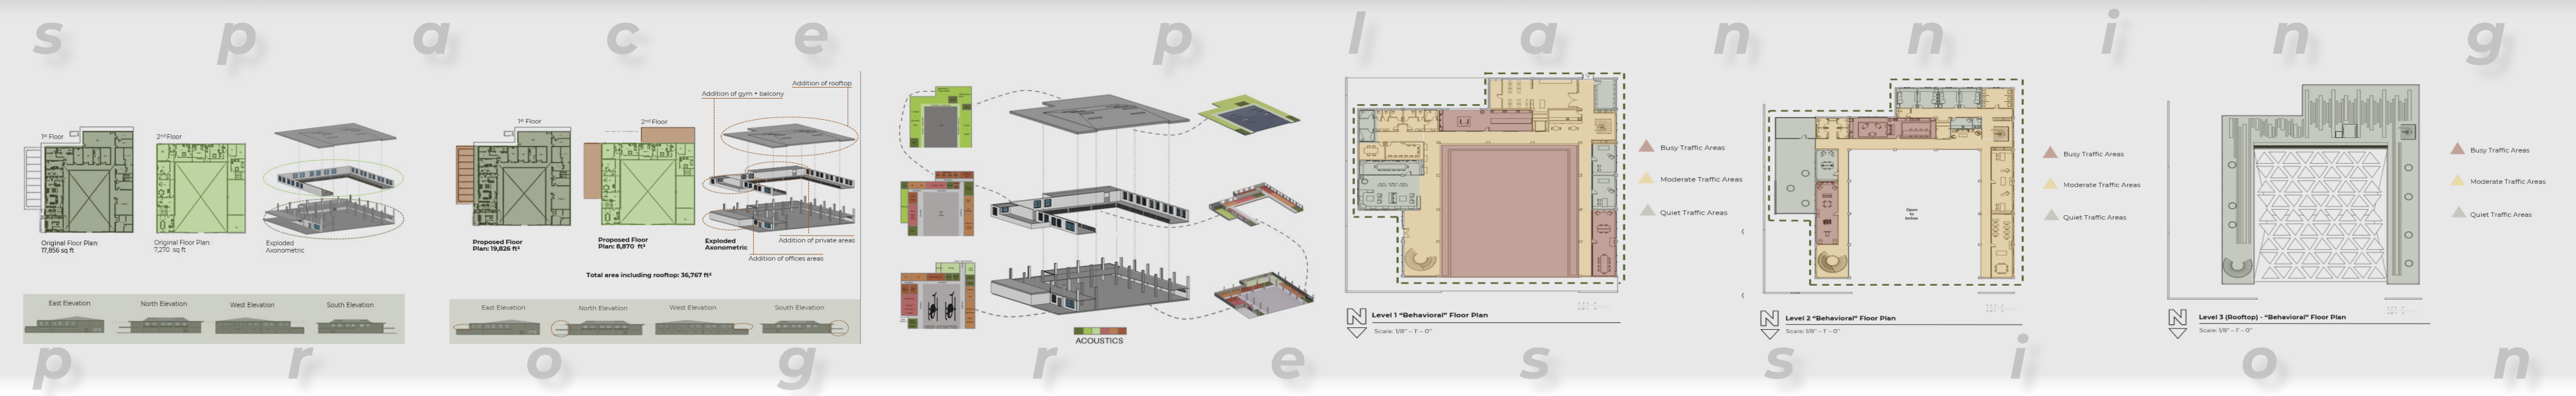 space planning
1st Floor
2nd Floor
Original Floor Plan:
17,856 sq ft
Original Floor Plan:
7,270 sq ft
Exploded
Axonometric
East Elevation
North Elevation
West Elevation
South Elevation
Addition of rooftop
Addition of gym + balcony
1st Floor
2nd Floor
Proposed Floor
Plan: 19,826 ft²
Proposed Floor
Plan: 8,870 ft²
Exploded
Axonometric
Addition of private areas
Addition of offices areas
Total area including rooftop: 36,767 ft²
East Elevation
North Elevation
West Elevation
South Elevation
ACOUSTICS
Busy Traffic Areas
Moderate Traffic Areas
Quiet Traffic Areas
N
Level 1 “Behavioral” Floor Plan
Scale: 1/8" - 1' - 0"
Open
to
below
Busy Traffic Areas
Moderate Traffic Areas
Quiet Traffic Areas
N
Level 2 “Behavioral” Floor Plan
Scale: 1/8" - 1' - 0"
Busy Traffic Areas
Moderate Traffic Areas
Quiet Traffic Areas
N
Level 3 (Rooftop) - “Behavioral” Floor Plan
Scale: 1/8" - 1' - 0"
progression